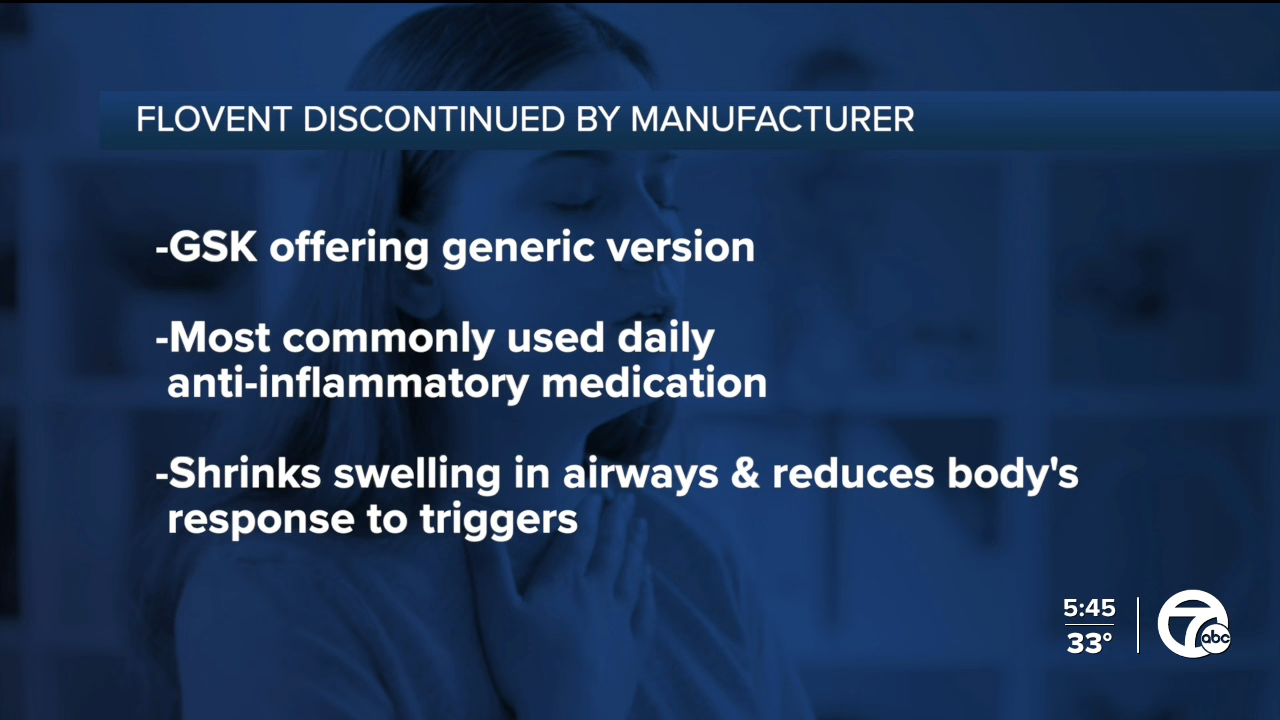 FLOVENT DISCONTINUED BY MANUFACTURER
-GSK offering generic version
-Most commonly used daily
anti-inflammatory medication
-Shrinks swelling in airways & reduces body's
response to triggers
5:45
33°
7
abc